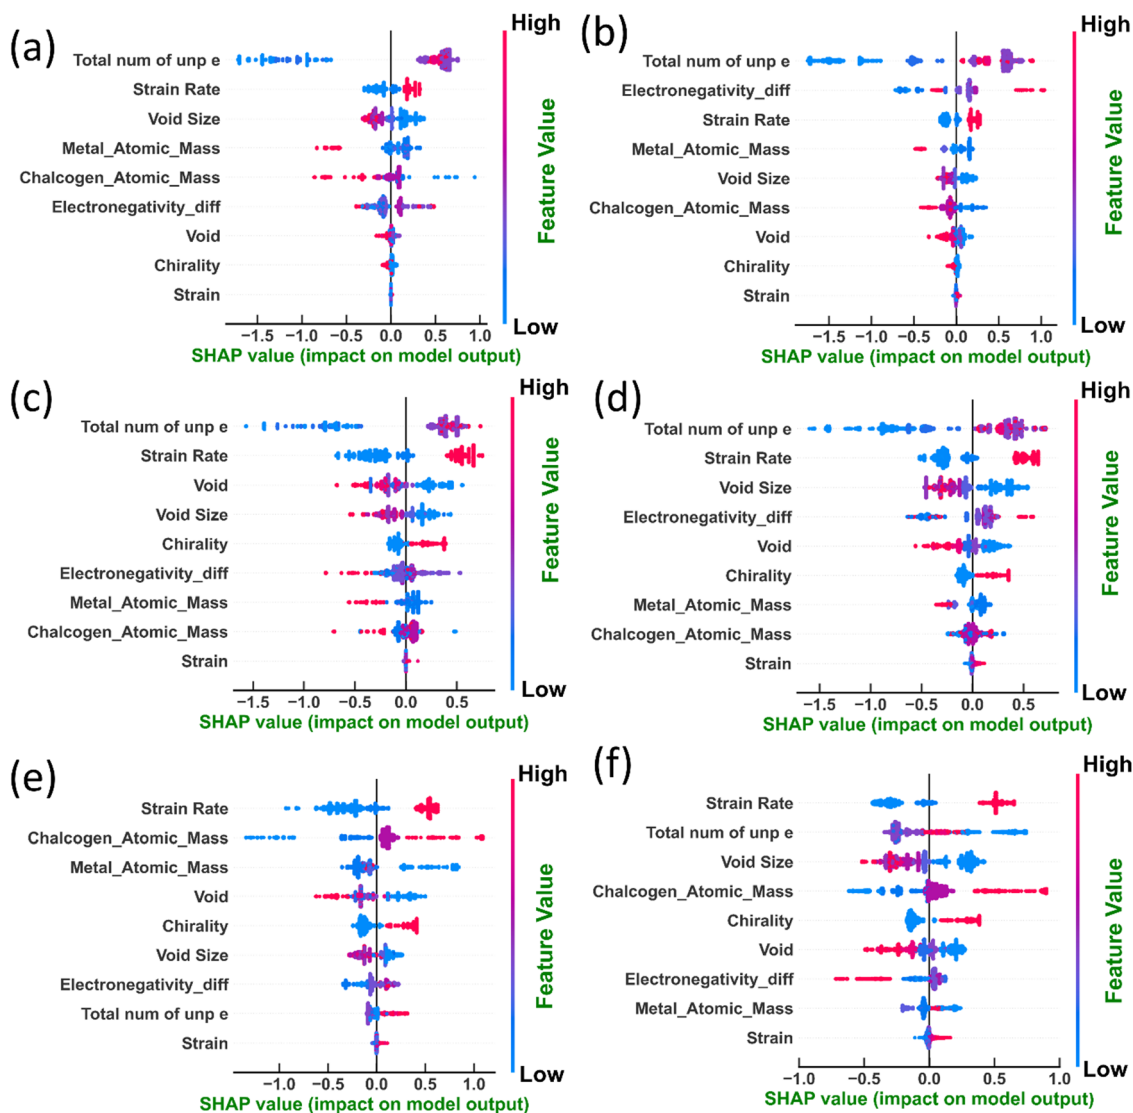 (a)
High
Total num of unp e
Strain Rate
Void Size
Metal_Atomic_Mass
Chalcogen_Atomic_Mass
Electronegativity_diff
Void
Chirality
Strain
Feature Value
Low
−1.5 −1.0 −0.5 0.0 0.5 1.0
SHAP value (impact on model output)
(b)
High
Total num of unp e
Electronegativity_diff
Strain Rate
Metal_Atomic_Mass
Void Size
Chalcogen_Atomic_Mass
Void
Chirality
Strain
Feature Value
Low
−1.5 −1.0 −0.5 0.0 0.5 1.0
SHAP value (impact on model output)
(c)
High
Total num of unp e
Strain Rate
Void
Void Size
Chirality
Electronegativity_diff
Metal_Atomic_Mass
Chalcogen_Atomic_Mass
Strain
Feature Value
Low
−1.5 −1.0 −0.5 0.0 0.5
SHAP value (impact on model output)
(d)
High
Total num of unp e
Strain Rate
Void Size
Electronegativity_diff
Void
Chirality
Metal_Atomic_Mass
Chalcogen_Atomic_Mass
Strain
Feature Value
Low
−1.5 −1.0 −0.5 0.0 0.5
SHAP value (impact on model output)
(e)
High
Strain Rate
Chalcogen_Atomic_Mass
Metal_Atomic_Mass
Void
Chirality
Void Size
Electronegativity_diff
Total num of unp e
Strain
Feature Value
Low
−1.0 −0.5 0.0 0.5 1.0
SHAP value (impact on model output)
(f)
High
Strain Rate
Total num of unp e
Void Size
Chalcogen_Atomic_Mass
Chirality
Void
Electronegativity_diff
Metal_Atomic_Mass
Strain
Feature Value
Low
−1.0 −0.5 0.0 0.5 1.0
SHAP value (impact on model output)